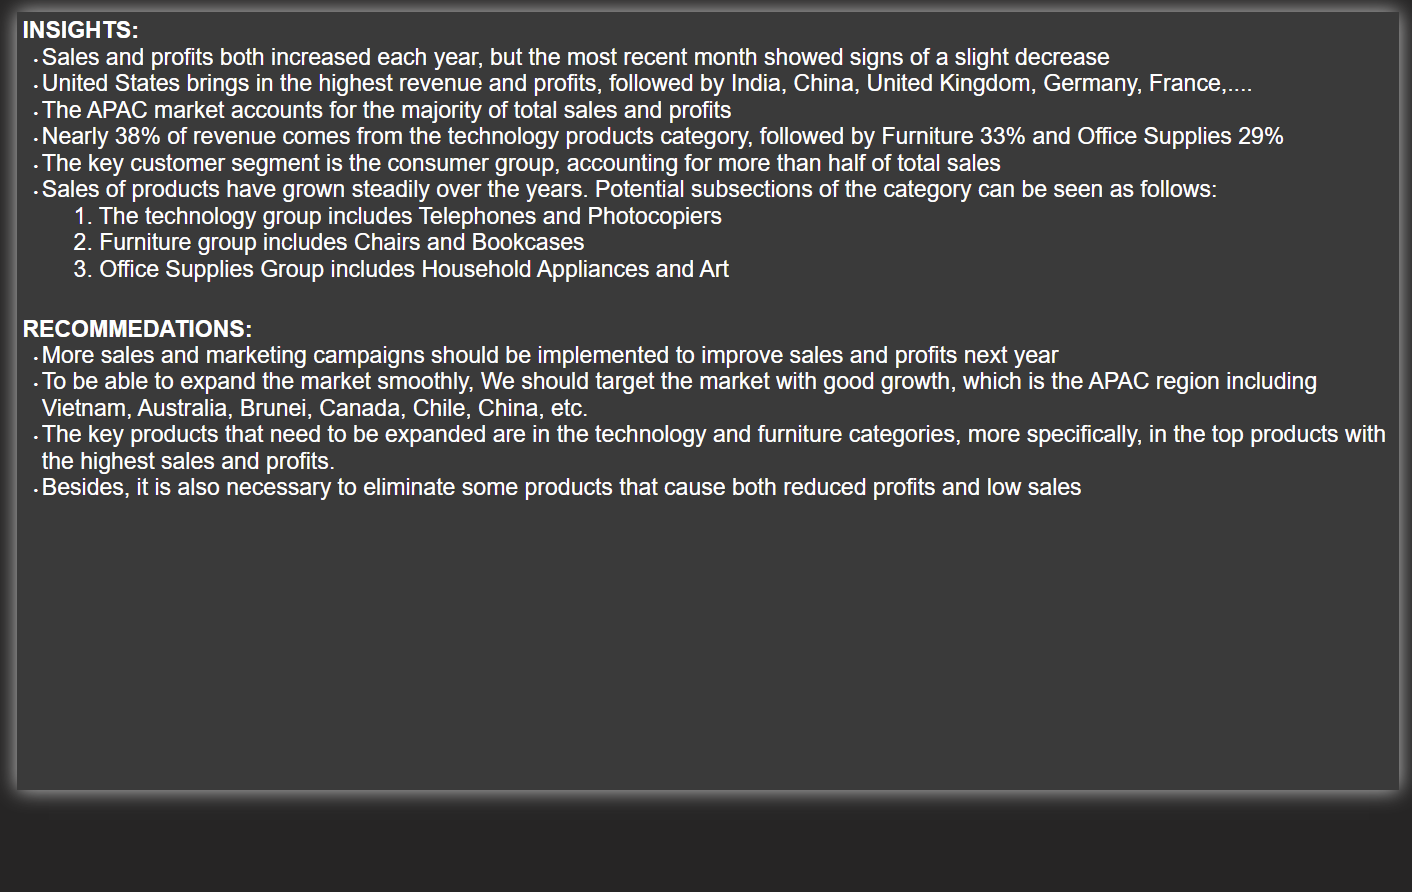 INSIGHTS:
· Sales and profits both increased each year, but the most recent month showed signs of a slight decrease
· United States brings in the highest revenue and profits, followed by India, China, United Kingdom, Germany, France,....
· The APAC market accounts for the majority of total sales and profits
· Nearly 38% of revenue comes from the technology products category, followed by Furniture 33% and Office Supplies 29%
· The key customer segment is the consumer group, accounting for more than half of total sales
· Sales of products have grown steadily over the years. Potential subsections of the category can be seen as follows:
1. The technology group includes Telephones and Photocopiers
2. Furniture group includes Chairs and Bookcases
3. Office Supplies Group includes Household Appliances and Art
RECOMMEDATIONS:
· More sales and marketing campaigns should be implemented to improve sales and profits next year
· To be able to expand the market smoothly, We should target the market with good growth, which is the APAC region including
Vietnam, Australia, Brunei, Canada, Chile, China, etc.
· The key products that need to be expanded are in the technology and furniture categories, more specifically, in the top products with
the highest sales and profits.
· Besides, it is also necessary to eliminate some products that cause both reduced profits and low sales